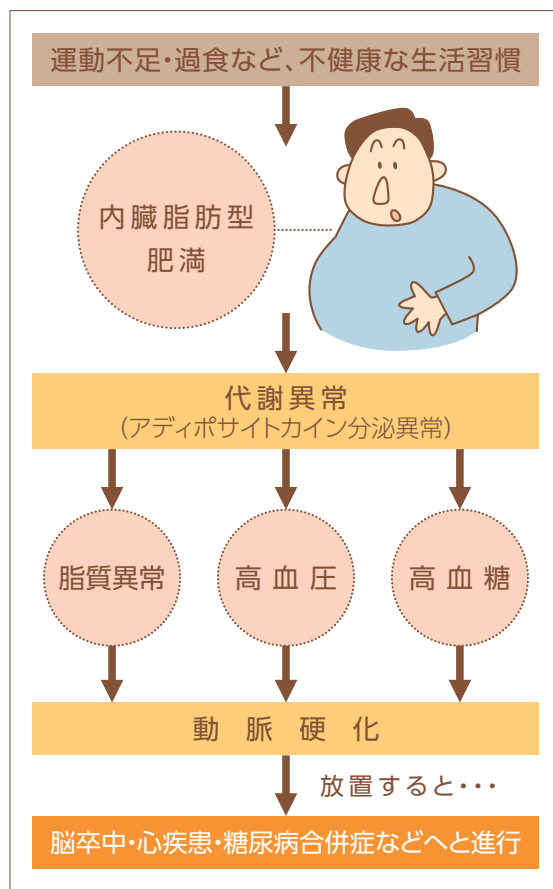 運動不足・過食など、不健康な生活習慣
内臓脂肪型
肥満
代謝異常
(アディポサイトカイン分泌異常)
脂質異常
高血圧
高血糖
動脈硬化
放置すると・・・
脳卒中・心疾患・糖尿病合併症などへと進行